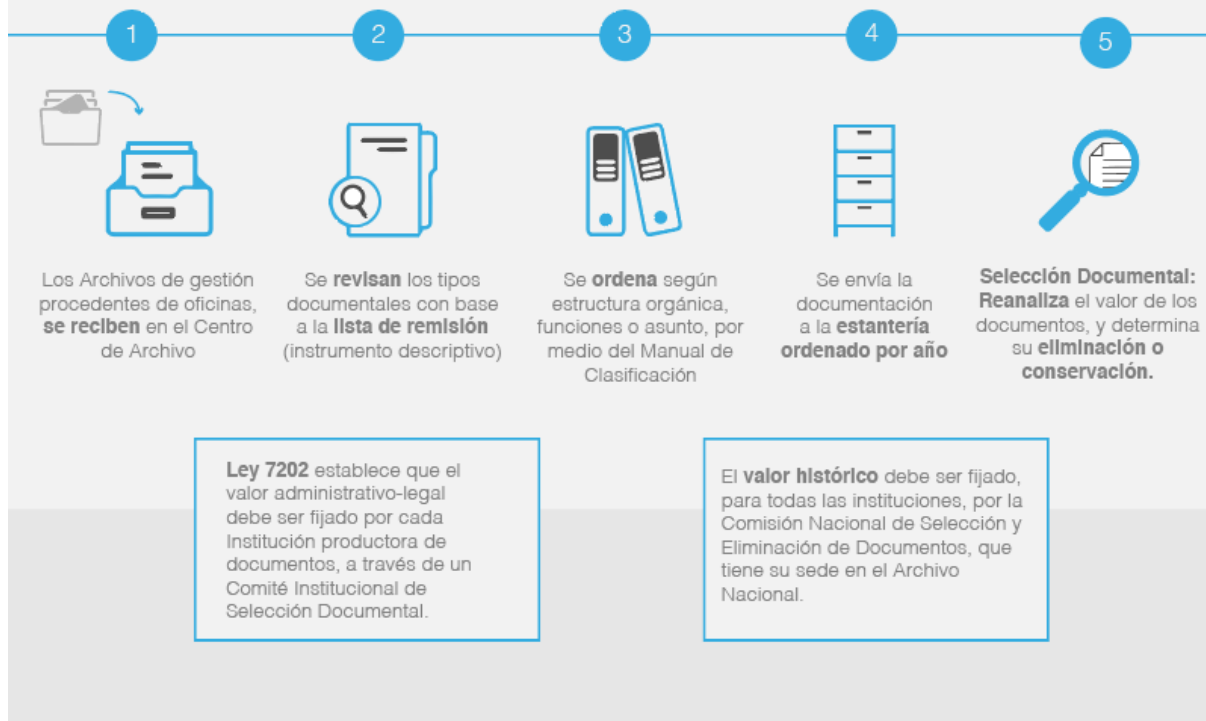 1
2
3
4
5
Los Archivos de gestión
procedentes de oficinas,
se reciben en el Centro
de Archivo
Se revisan los tipos
documentales con base
a la lista de remisión
(instrumento descriptivo)
Se ordena según
estructura orgánica,
funciones o asunto, por
medio del Manual de
Clasificación
Se envía la
documentación
a la estantería
ordenado por año
Selección Documental:
Reanaliza el valor de los
documentos, y determina
su eliminación o
conservación.
Ley 7202 establece que el
valor administrativo-legal
debe ser fijado por cada
Institución productora de
documentos, a través de un
Comité Institucional de
Selección Documental.
El valor histórico debe ser fijado,
para todas las instituciones, por la
Comisión Nacional de Selección y
Eliminación de Documentos, que
tiene su sede en el Archivo
Nacional.